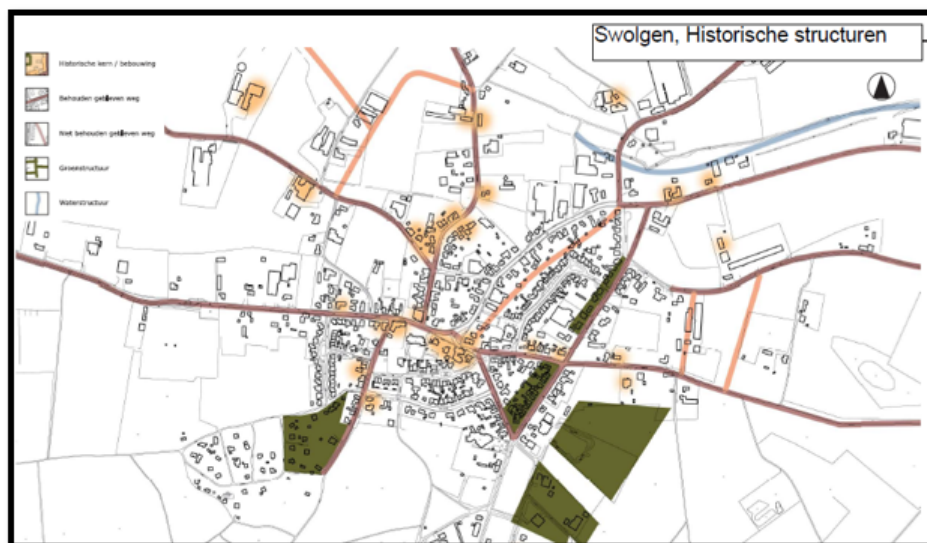 Swolgen, Historische structuren
Historische kern / bebouwing
Behouden gebleven weg
Niet behouden gebleven weg
Groenstructuur
Waterstructuur